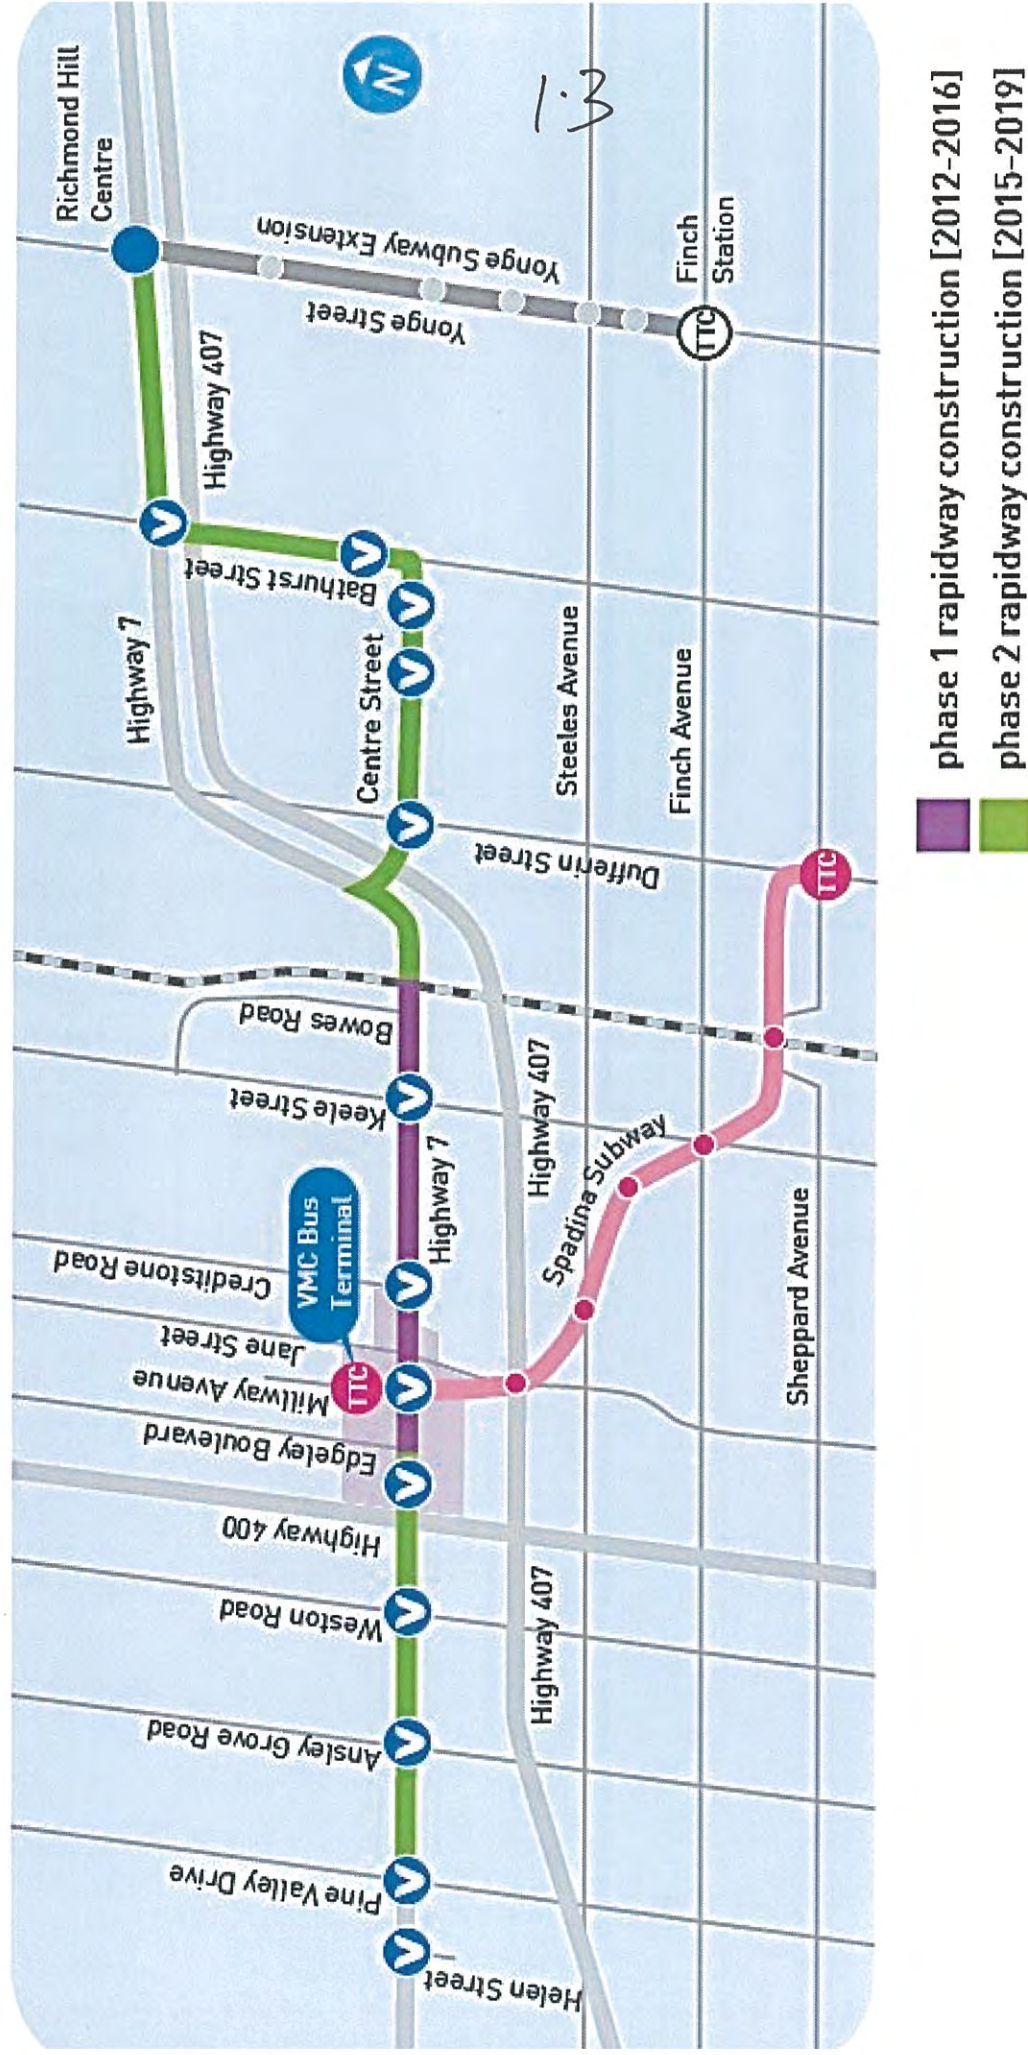 Richmond Hill
Centre
N
1.3
Yonge Subway Extension
Yonge Street
Finch
Station
TTC
Highway 407
V
Bathurst Street
V
V
Highway 7
Centre Street
V
Steeles Avenue
Finch Avenue
V
Dufferin Street
TTC
Bowes Road
Keele Street
V
Highway 407
Highway 7
Spadina Subway
Creditstone Road
V
VMC Bus
Terminal
Jane Street
Millway Avenue
TTC
V
Sheppard Avenue
Edgeley Boulevard
V
Highway 400
Weston Road
V
Highway 407
Ansley Grove Road
V
Pine Valley Drive
V
V
Helen Street
phase 1 rapidway construction [2012-2016]
phase 2 rapidway construction [2015-2019]